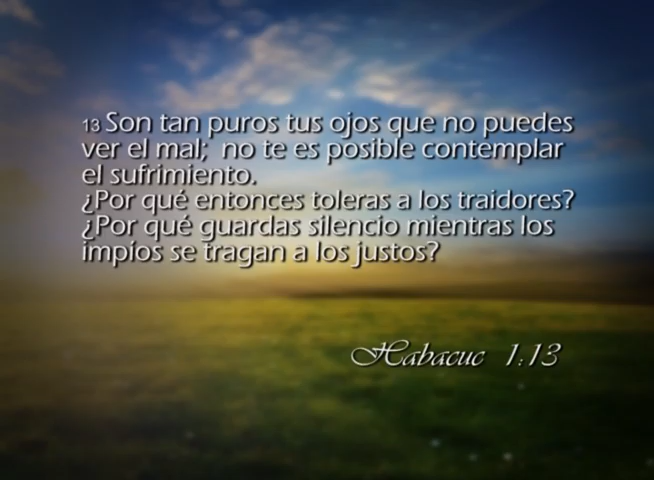 13 Son tan puros tus ojos que no puedes
ver el mal; no te es posible contemplar
el sufrimiento.
¿Por qué entonces toleras a los traidores?
¿Por qué guardas silencio mientras los
impíos se tragan a los justos?
Habacuc 1:13